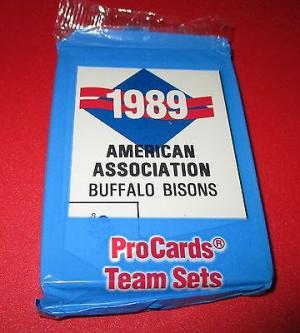 1989
AMERICAN
ASSOCIATION
BUFFALO BISONS
ProCards®
Team Sets